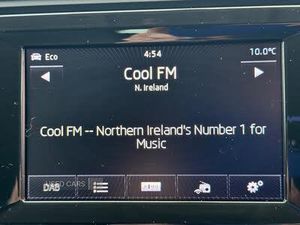 Eco
4:54
10.0°C
Cool FM
N. Ireland
Cool FM -- Northern Ireland's Number 1 for
Music
DAB